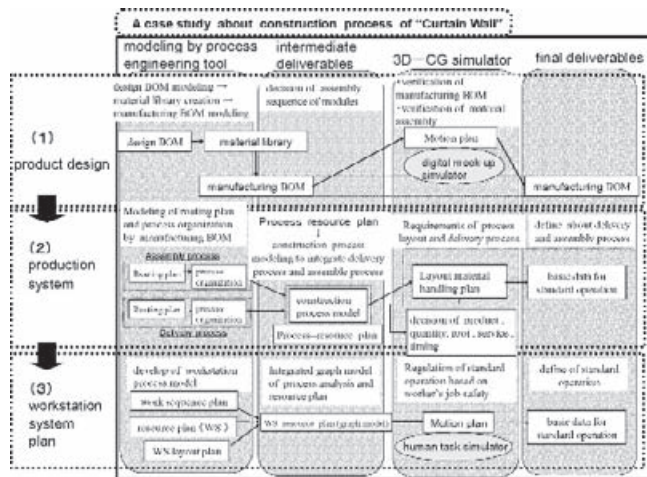 A case study about construction process of "Curtain Wall"
modeling by process
engineering tool
intermediate
deliverables
3D-CG simulator
final deliverables
(1)
product design
design BOM modeling →
material library creation →
manufacturing BOM modeling
decision of assembly
sequence of modules
·verification of
manufacturing BOM
·verification of material
assembly
design BOM
material library
manufacturing BOM
Motion plan
digital mock up
simulator
manufacturing BOM
(2)
production
system
Modeling of routing plan
and process organization
by manufacturing BOM
Assembly process
Routing plan
process
organization
Routing plan
process
organization
Delivery process
Process resource plan
↓
construction process
modeling to integrate delivery
process and assemble process
construction
process model
Process-resource plan
Requirements of process
layout and delivery process
Layout material
handling plan
decision of product,
quantity, root, service,
timing
define about delivery
and assembly process
basic data for
standard operation
(3)
workstation
system
plan
develop of workstation
process model
work sequence plan
resource plan (WS)
WS layout plan
Integrated graph model
of process analysis and
resource plan
WS resource plan(graph model)
Regulation of standard
operation based on
worker's job safety
Motion plan
human task simulator
define of standard
operation
basic data for
standard operation